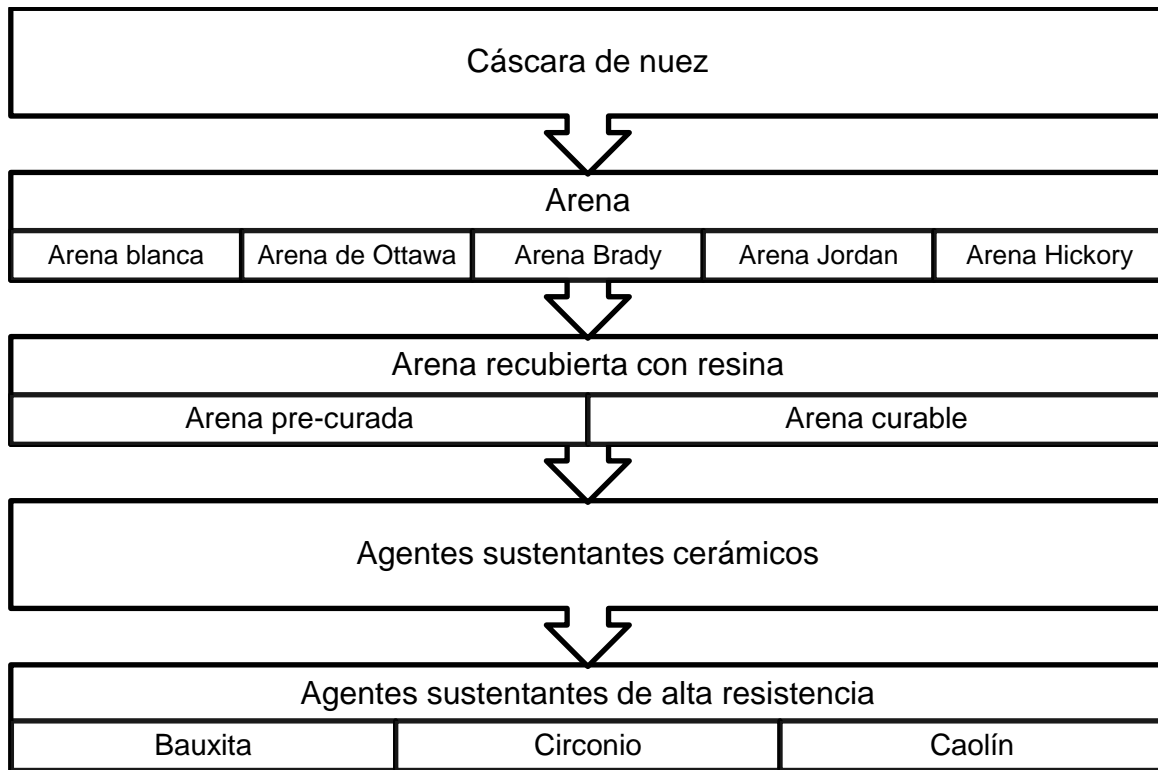 Cáscara de nuez
Arena
Arena blanca
Arena de Ottawa
Arena Brady
Arena Jordan
Arena Hickory
Arena recubierta con resina
Arena pre-curada
Arena curable
Agentes sustentantes cerámicos
Agentes sustentantes de alta resistencia
Bauxita
Circonio
Caolín